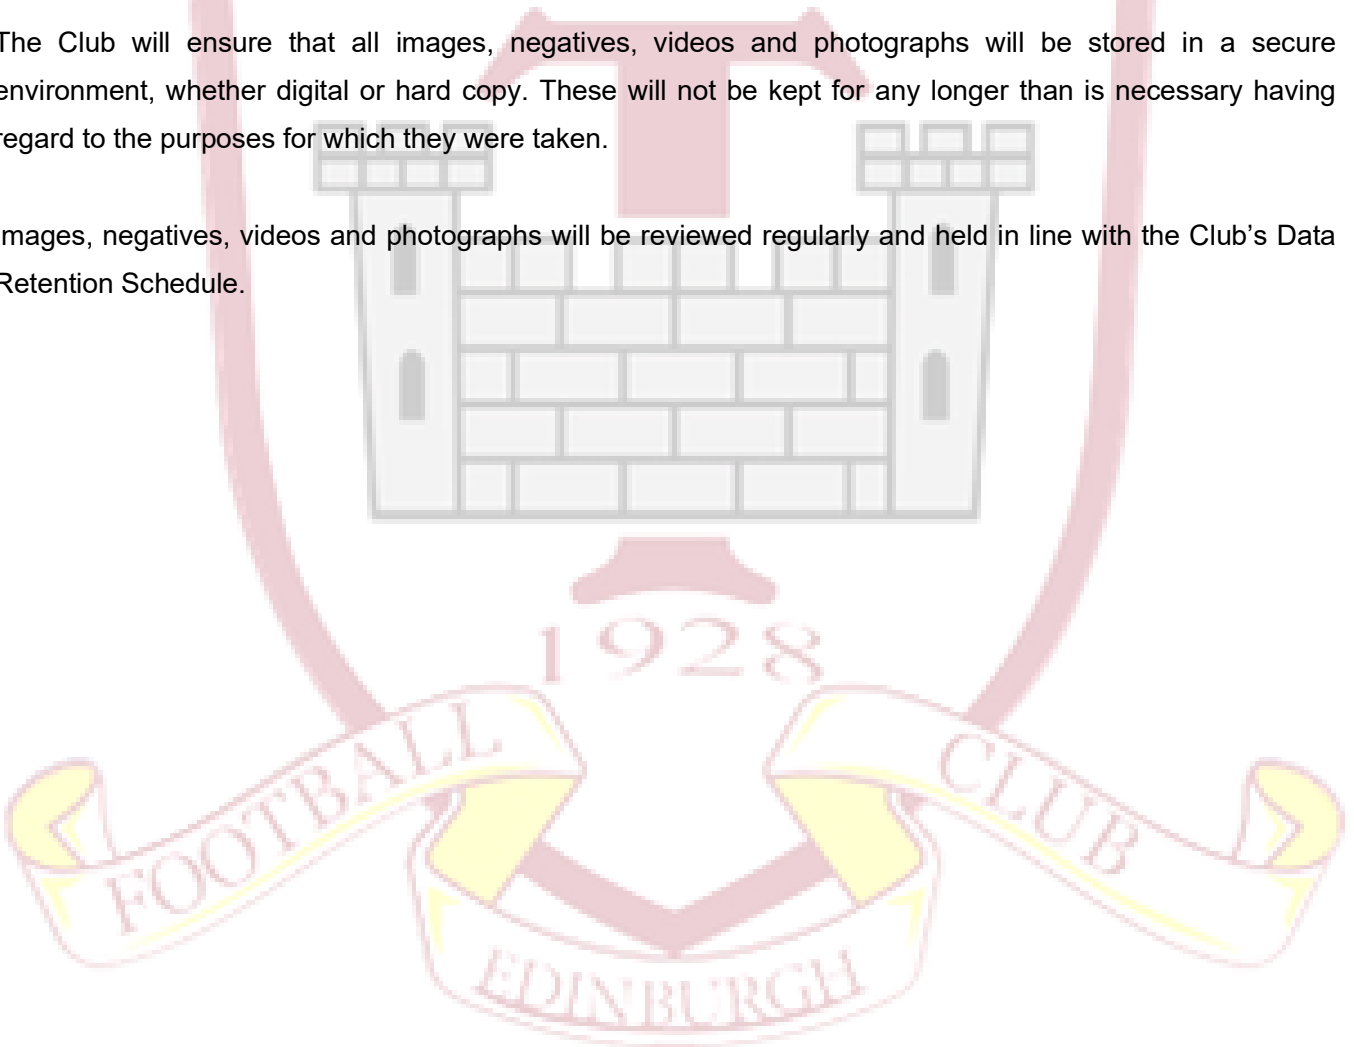 The Club will ensure that all images, negatives, videos and photographs will be stored in a secure
environment, whether digital or hard copy. These will not be kept for any longer than is necessary having
regard to the purposes for which they were taken.
Images, negatives, videos and photographs will be reviewed regularly and held in line with the Club’s Data
Retention Schedule.
T
1928
FOOTBALL
CLUB
EDINBURGH